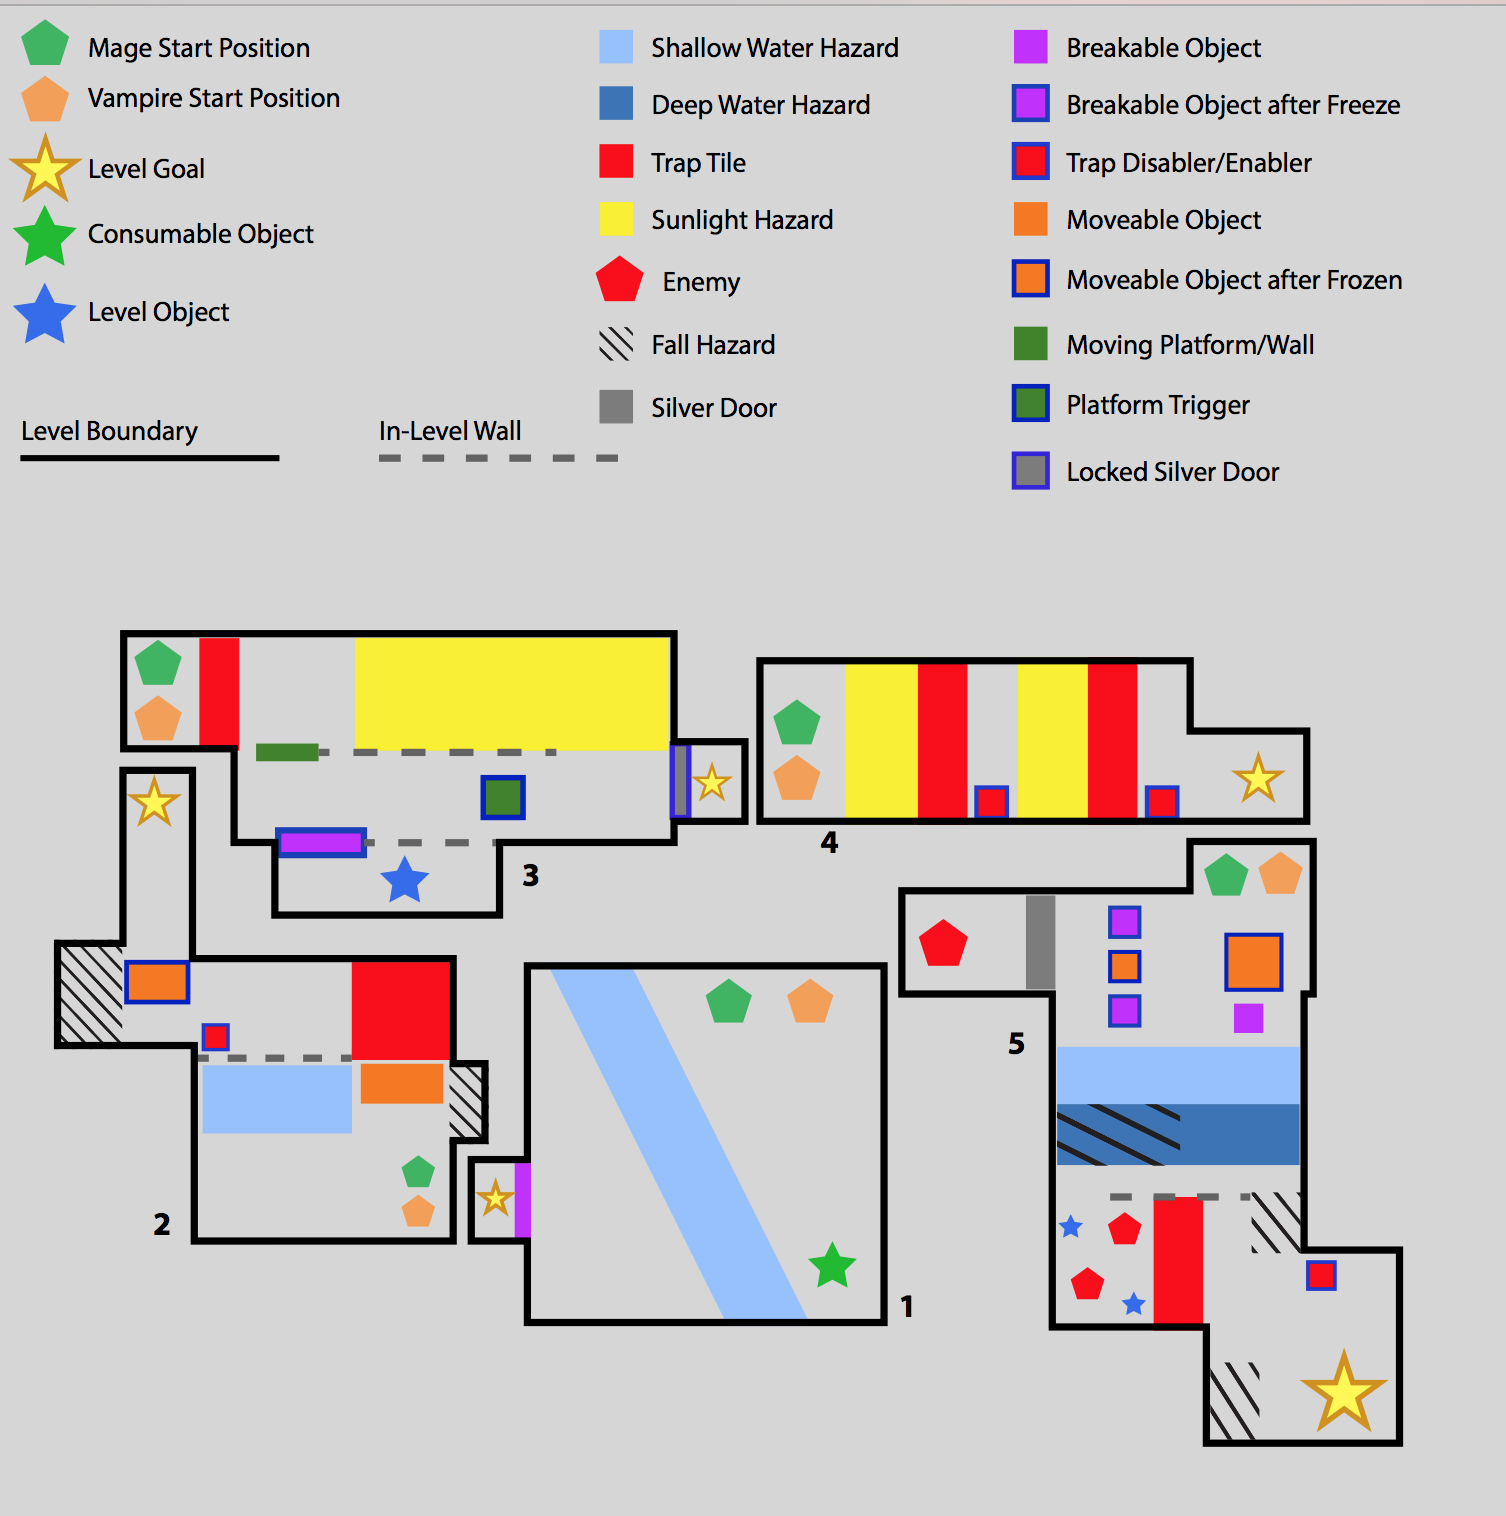 Mage Start Position
Vampire Start Position
Level Goal
Consumable Object
Level Object
Level Boundary
In-Level Wall
Shallow Water Hazard
Deep Water Hazard
Trap Tile
Sunlight Hazard
Enemy
Fall Hazard
Silver Door
Breakable Object
Breakable Object after Freeze
Trap Disabler/Enabler
Moveable Object
Moveable Object after Frozen
Moving Platform/Wall
Platform Trigger
Locked Silver Door
3
4
5
2
1